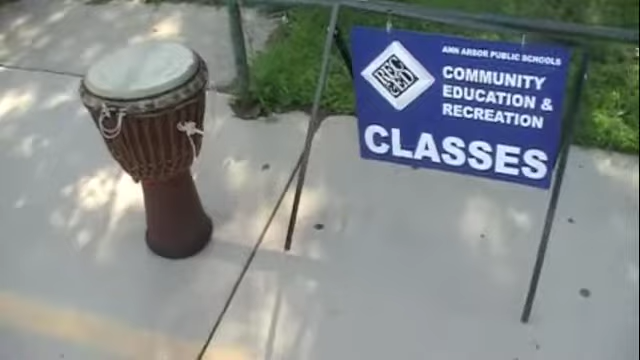 ANN ARBOR PUBLIC SCHOOLS
REC
& ED
COMMUNITY
EDUCATION &
RECREATION
CLASSES